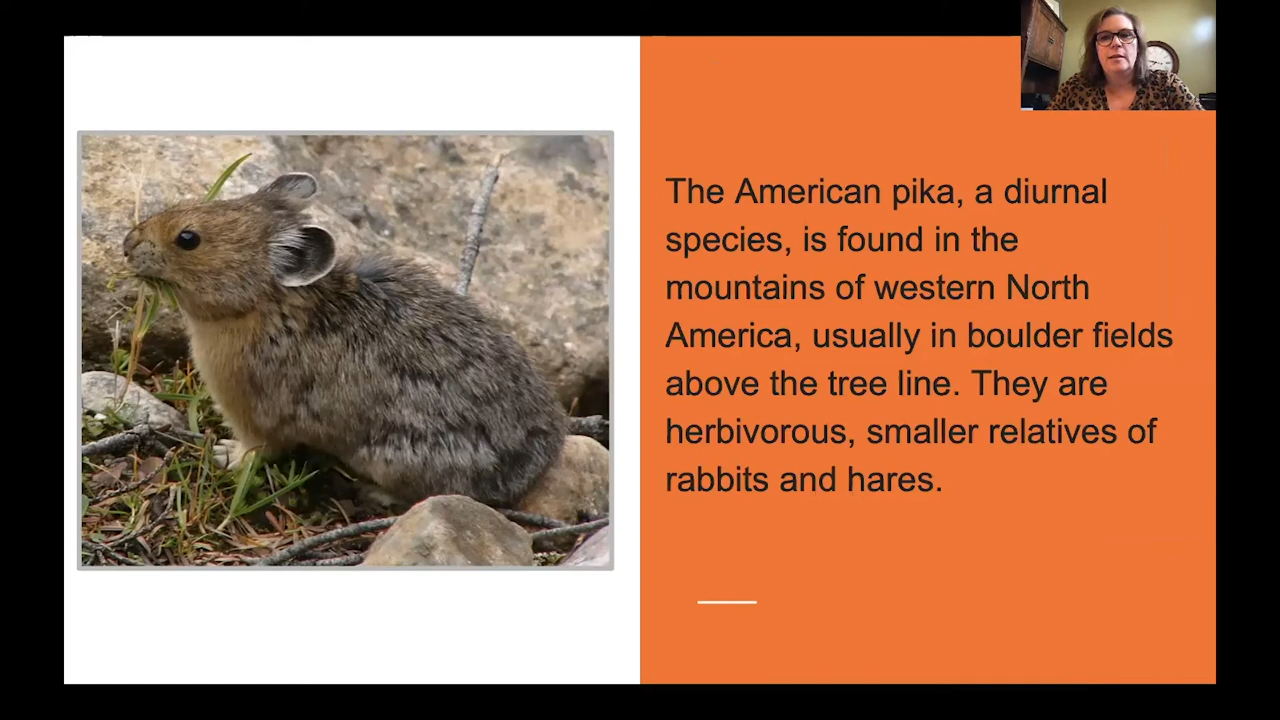 The American pika, a diurnal
species, is found in the
mountains of western North
America, usually in boulder fields
above the tree line. They are
herbivorous, smaller relatives of
rabbits and hares.